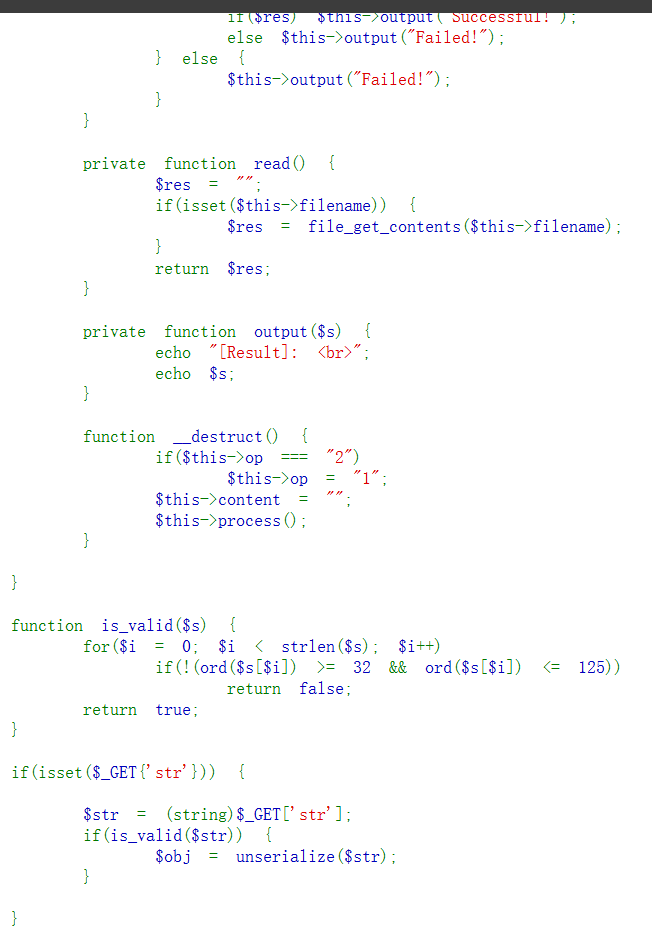 if($res) $this->output("Successful!");
else $this->output("Failed!");
} else {
$this->output("Failed!");
}
}
private function read() {
$res = "";
if(isset($this->filename)) {
$res = file_get_contents($this->filename);
}
return $res;
}
private function output($s) {
echo "[Result]: <br>";
echo $s;
}
function __destruct() {
if($this->op === "2")
$this->op = "1";
$this->content = "";
$this->process();
}
}
function is_valid($s) {
for($i = 0; $i < strlen($s); $i++)
if(!(ord($s[$i]) >= 32 && ord($s[$i]) <= 125))
return false;
return true;
}
if(isset($_GET{'str'})) {
$str = (string)$_GET['str'];
if(is_valid($str)) {
$obj = unserialize($str);
}
}